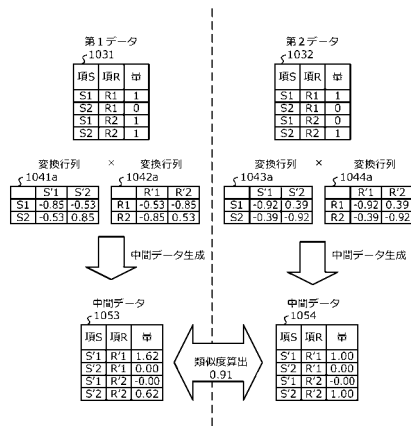 第1データ
1031
項S 項R 量
S1 R1 1
S2 R1 0
S1 R2 1
S2 R2 1
変換行列 × 変換行列
1041a 1042a
S'1 S'2
S1 -0.85 -0.53
S2 -0.53 0.85
R'1 R'2
R1 -0.53 -0.85
R2 -0.85 0.53
中間データ生成
中間データ
1053
項S 項R 量
S'1 R'1 1.62
S'2 R'1 0.00
S'1 R'2 -0.00
S'2 R'2 0.62
第2データ
1032
項S 項R 量
S1 R1 1
S2 R1 0
S1 R2 0
S2 R2 1
変換行列 × 変換行列
1043a 1044a
S'1 S'2
S1 -0.92 0.39
S2 -0.39 -0.92
R'1 R'2
R1 -0.92 0.39
R2 -0.39 -0.92
中間データ生成
中間データ
1054
項S 項R 量
S'1 R'1 1.00
S'2 R'1 0.00
S'1 R'2 -0.00
S'2 R'2 1.00
類似度算出
0.91